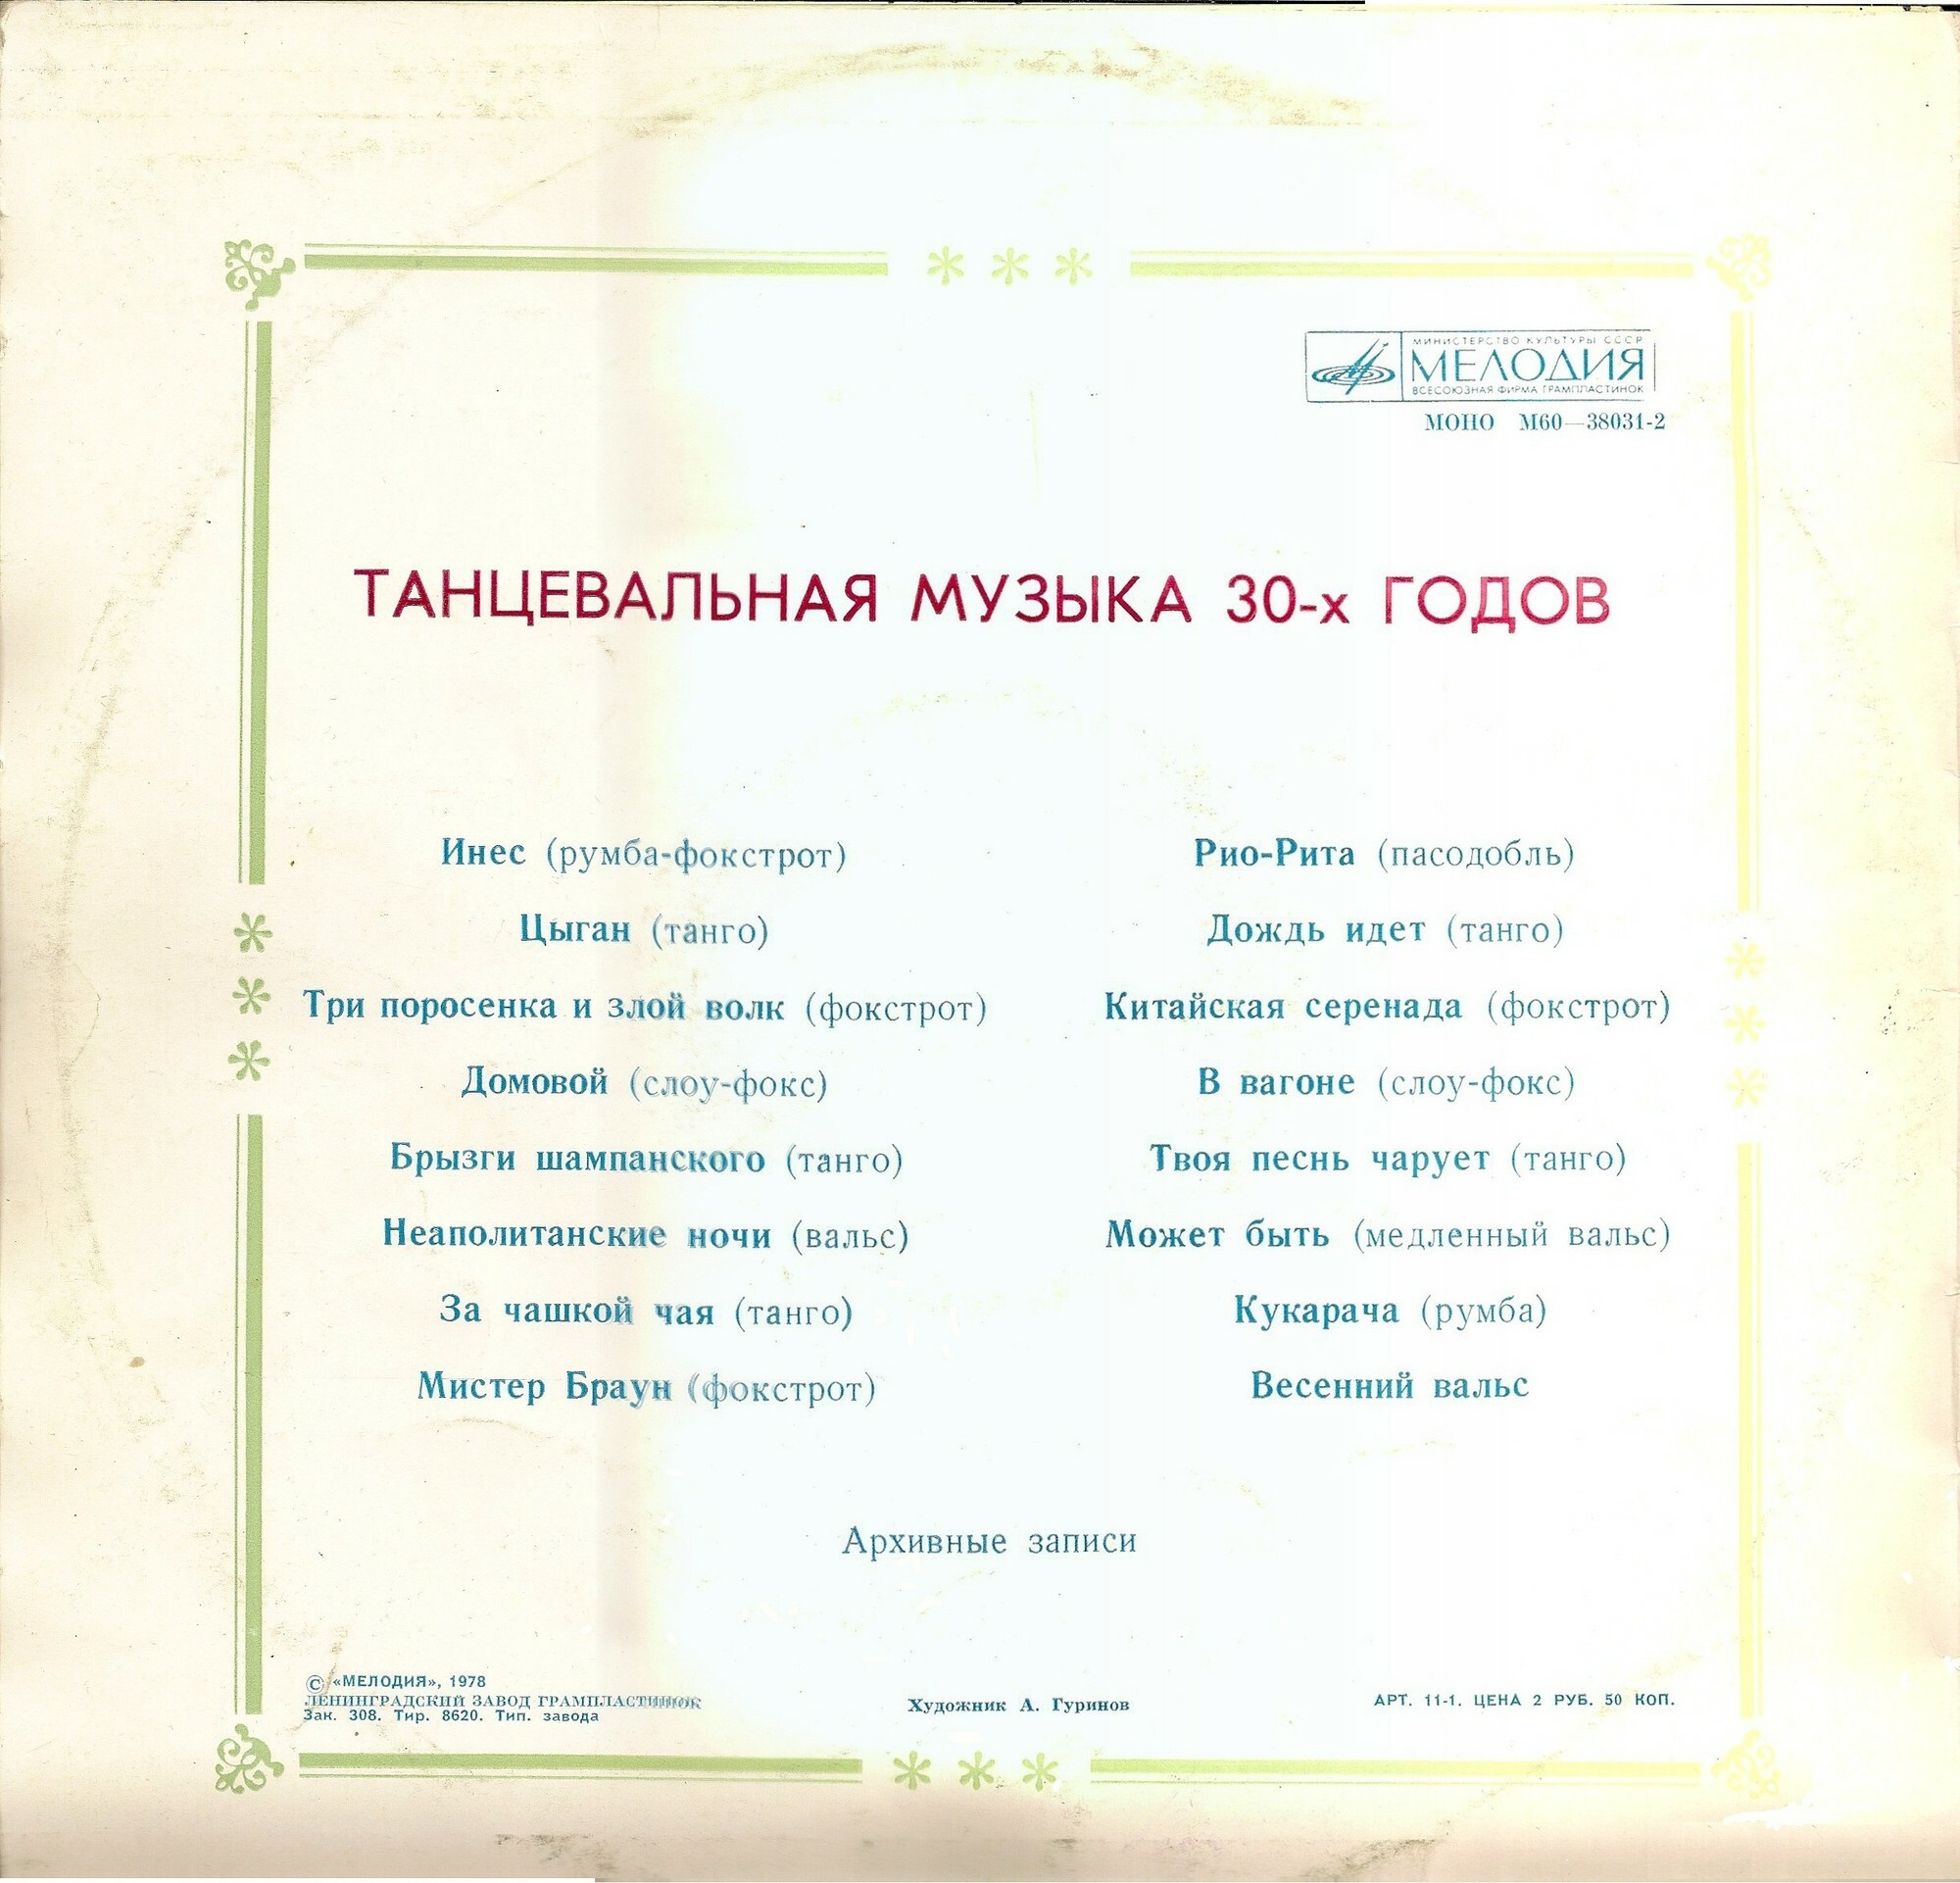 МИНИСТЕРСТВО КУЛЬТУРЫ СССР
МЕЛОДИЯ
ВСЕСОЮЗНАЯ ФИРМА ГРАМПЛАСТИНОК
МОНО М60—38031-2
ТАНЦЕВАЛЬНАЯ МУЗЫКА 30-х ГОДОВ
Инес (румба-фокстрот)
Цыган (танго)
Три поросенка и злой волк (фокстрот)
Домовой (слоу-фокс)
Брызги шампанского (танго)
Неаполитанские ночи (вальс)
За чашкой чая (танго)
Мистер Браун (фокстрот)
Рио-Рита (пасодобль)
Дождь идет (танго)
Китайская серенада (фокстрот)
В вагоне (слоу-фокс)
Твоя песнь чарует (танго)
Может быть (медленный вальс)
Кукарача (румба)
Весенний вальс
Архивные записи
© «МЕЛОДИЯ», 1978
ЛЕНИНГРАДСКИЙ ЗАВОД ГРАМПЛАСТИНОК
Зак. 308. Тир. 8620. Тип. завода
Художник А. Гуринов
АРТ. 11-1. ЦЕНА 2 РУБ. 50 КОП.